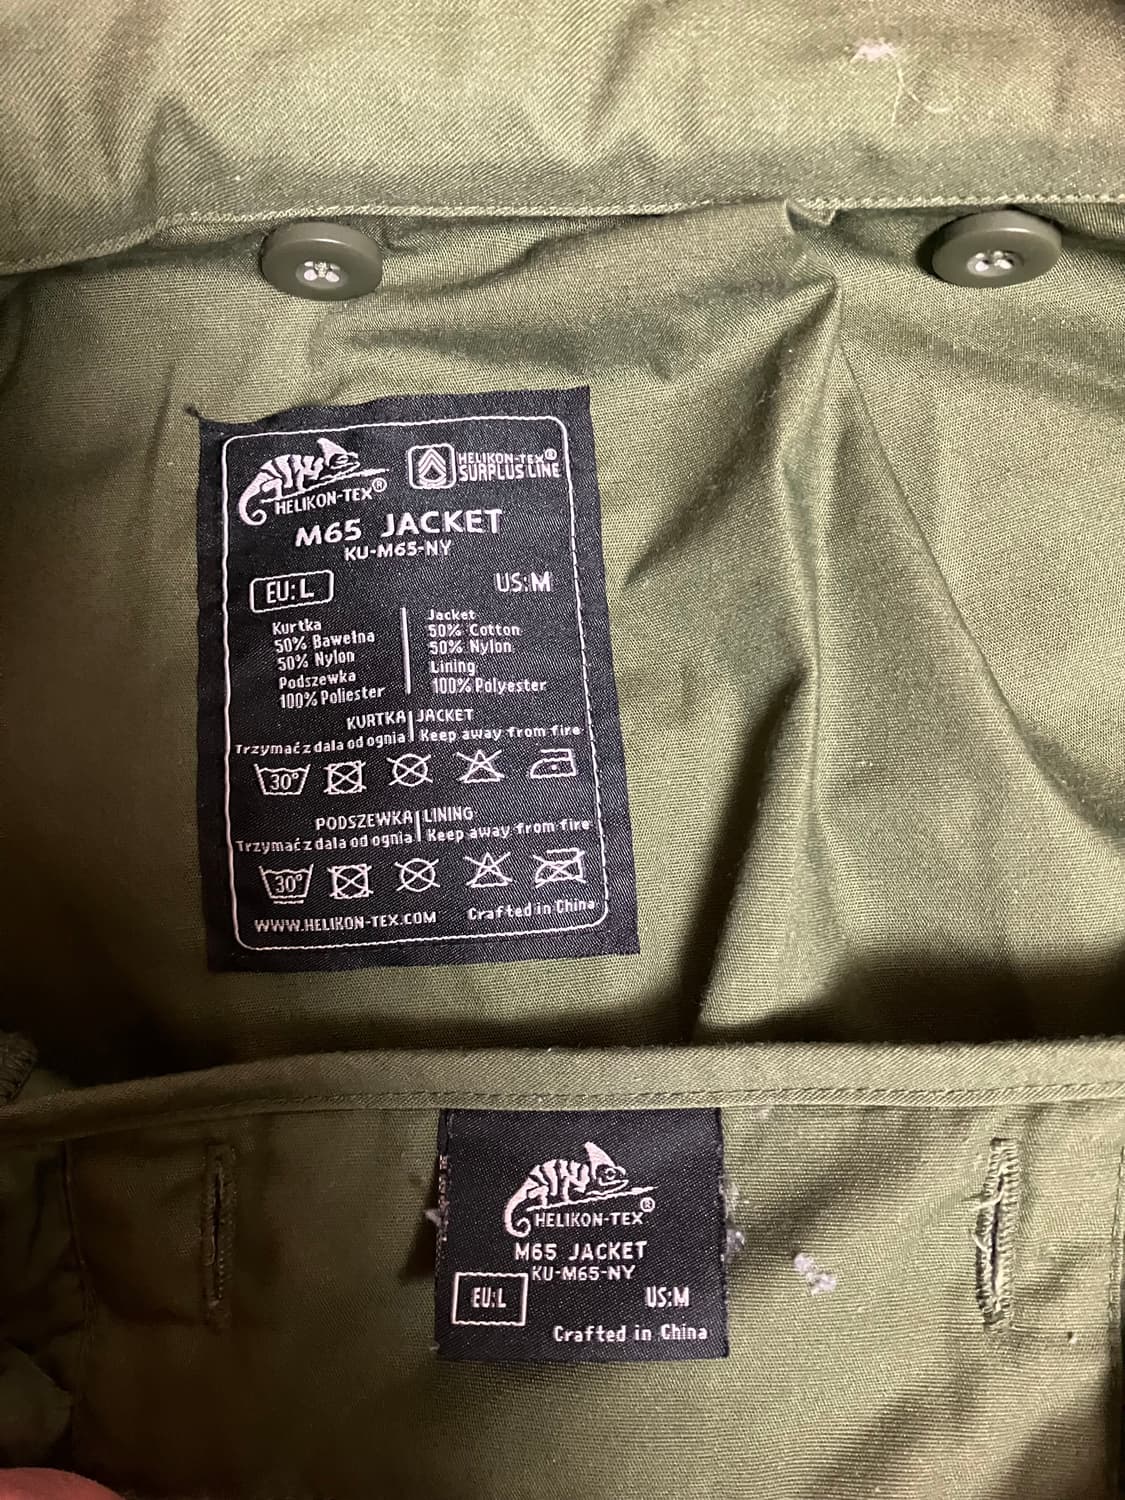 HELIKON-TEX®
HELIKON-TEX®
SURPLUS LINE
M65 JACKET
KU-M65-NY
EU:L US:M
Kurtka
50% Bawełna
50% Nylon
Podszewka
100% Poliester
Jacket
50% Cotton
50% Nylon
Lining
100% Polyester
KURTKA JACKET
Trzymać z dala od ognia Keep away from fire
30°
PODSZEWKA LINING
Trzymać z dala od ognia Keep away from fire
30°
WWW.HELIKON-TEX.COM Crafted in China
HELIKON-TEX®
M65 JACKET
KU-M65-NY
EU:L US:M
Crafted in China